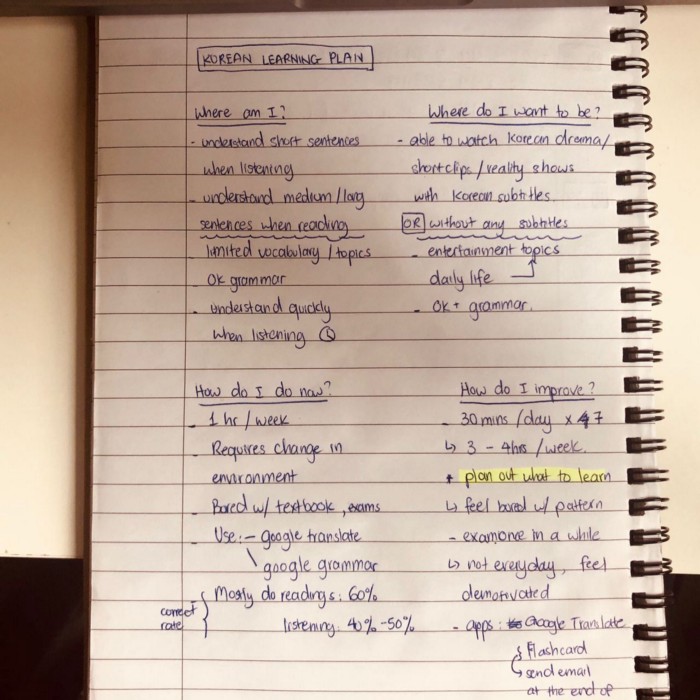 KOREAN LEARNING PLAN
Where am I?
- understand short sentences
when listening
- understand medium/long
sentences when reading
- limited vocabulary / topics
- OK grammar
- understand quickly
when listening
Where do I want to be?
- able to watch Korean drama/
short clips / reality shows
with Korean subtitles
OR without any subtitles
- entertainment topics
daily life
- OK+ grammar.
How do I do now?
- 1 hr / week
- Requires change in
environment
- Bored w/ textbook, exams
- Use: - google translate
google grammar
- Mostly do readings: 60%
listening: 40%-50%
correct
rate
How do I improve?
- 30 mins /day x 7
↳ 3 - 4hrs /week.
+ plan out what to learn
↳ feel bored w/ pattern
- exam once in a while
↳ not everyday, feel
demotivated
- apps: Google Translate
Flashcard
send email
at the end of